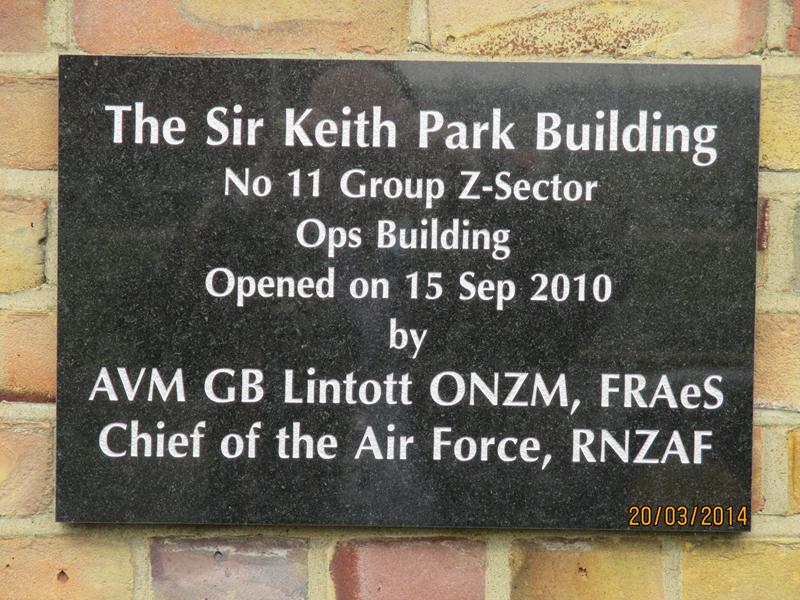 The Sir Keith Park Building
No 11 Group Z-Sector
Ops Building
Opened on 15 Sep 2010
by
AVM GB Lintott ONZM, FRAeS
Chief of the Air Force, RNZAF
20/03/2014